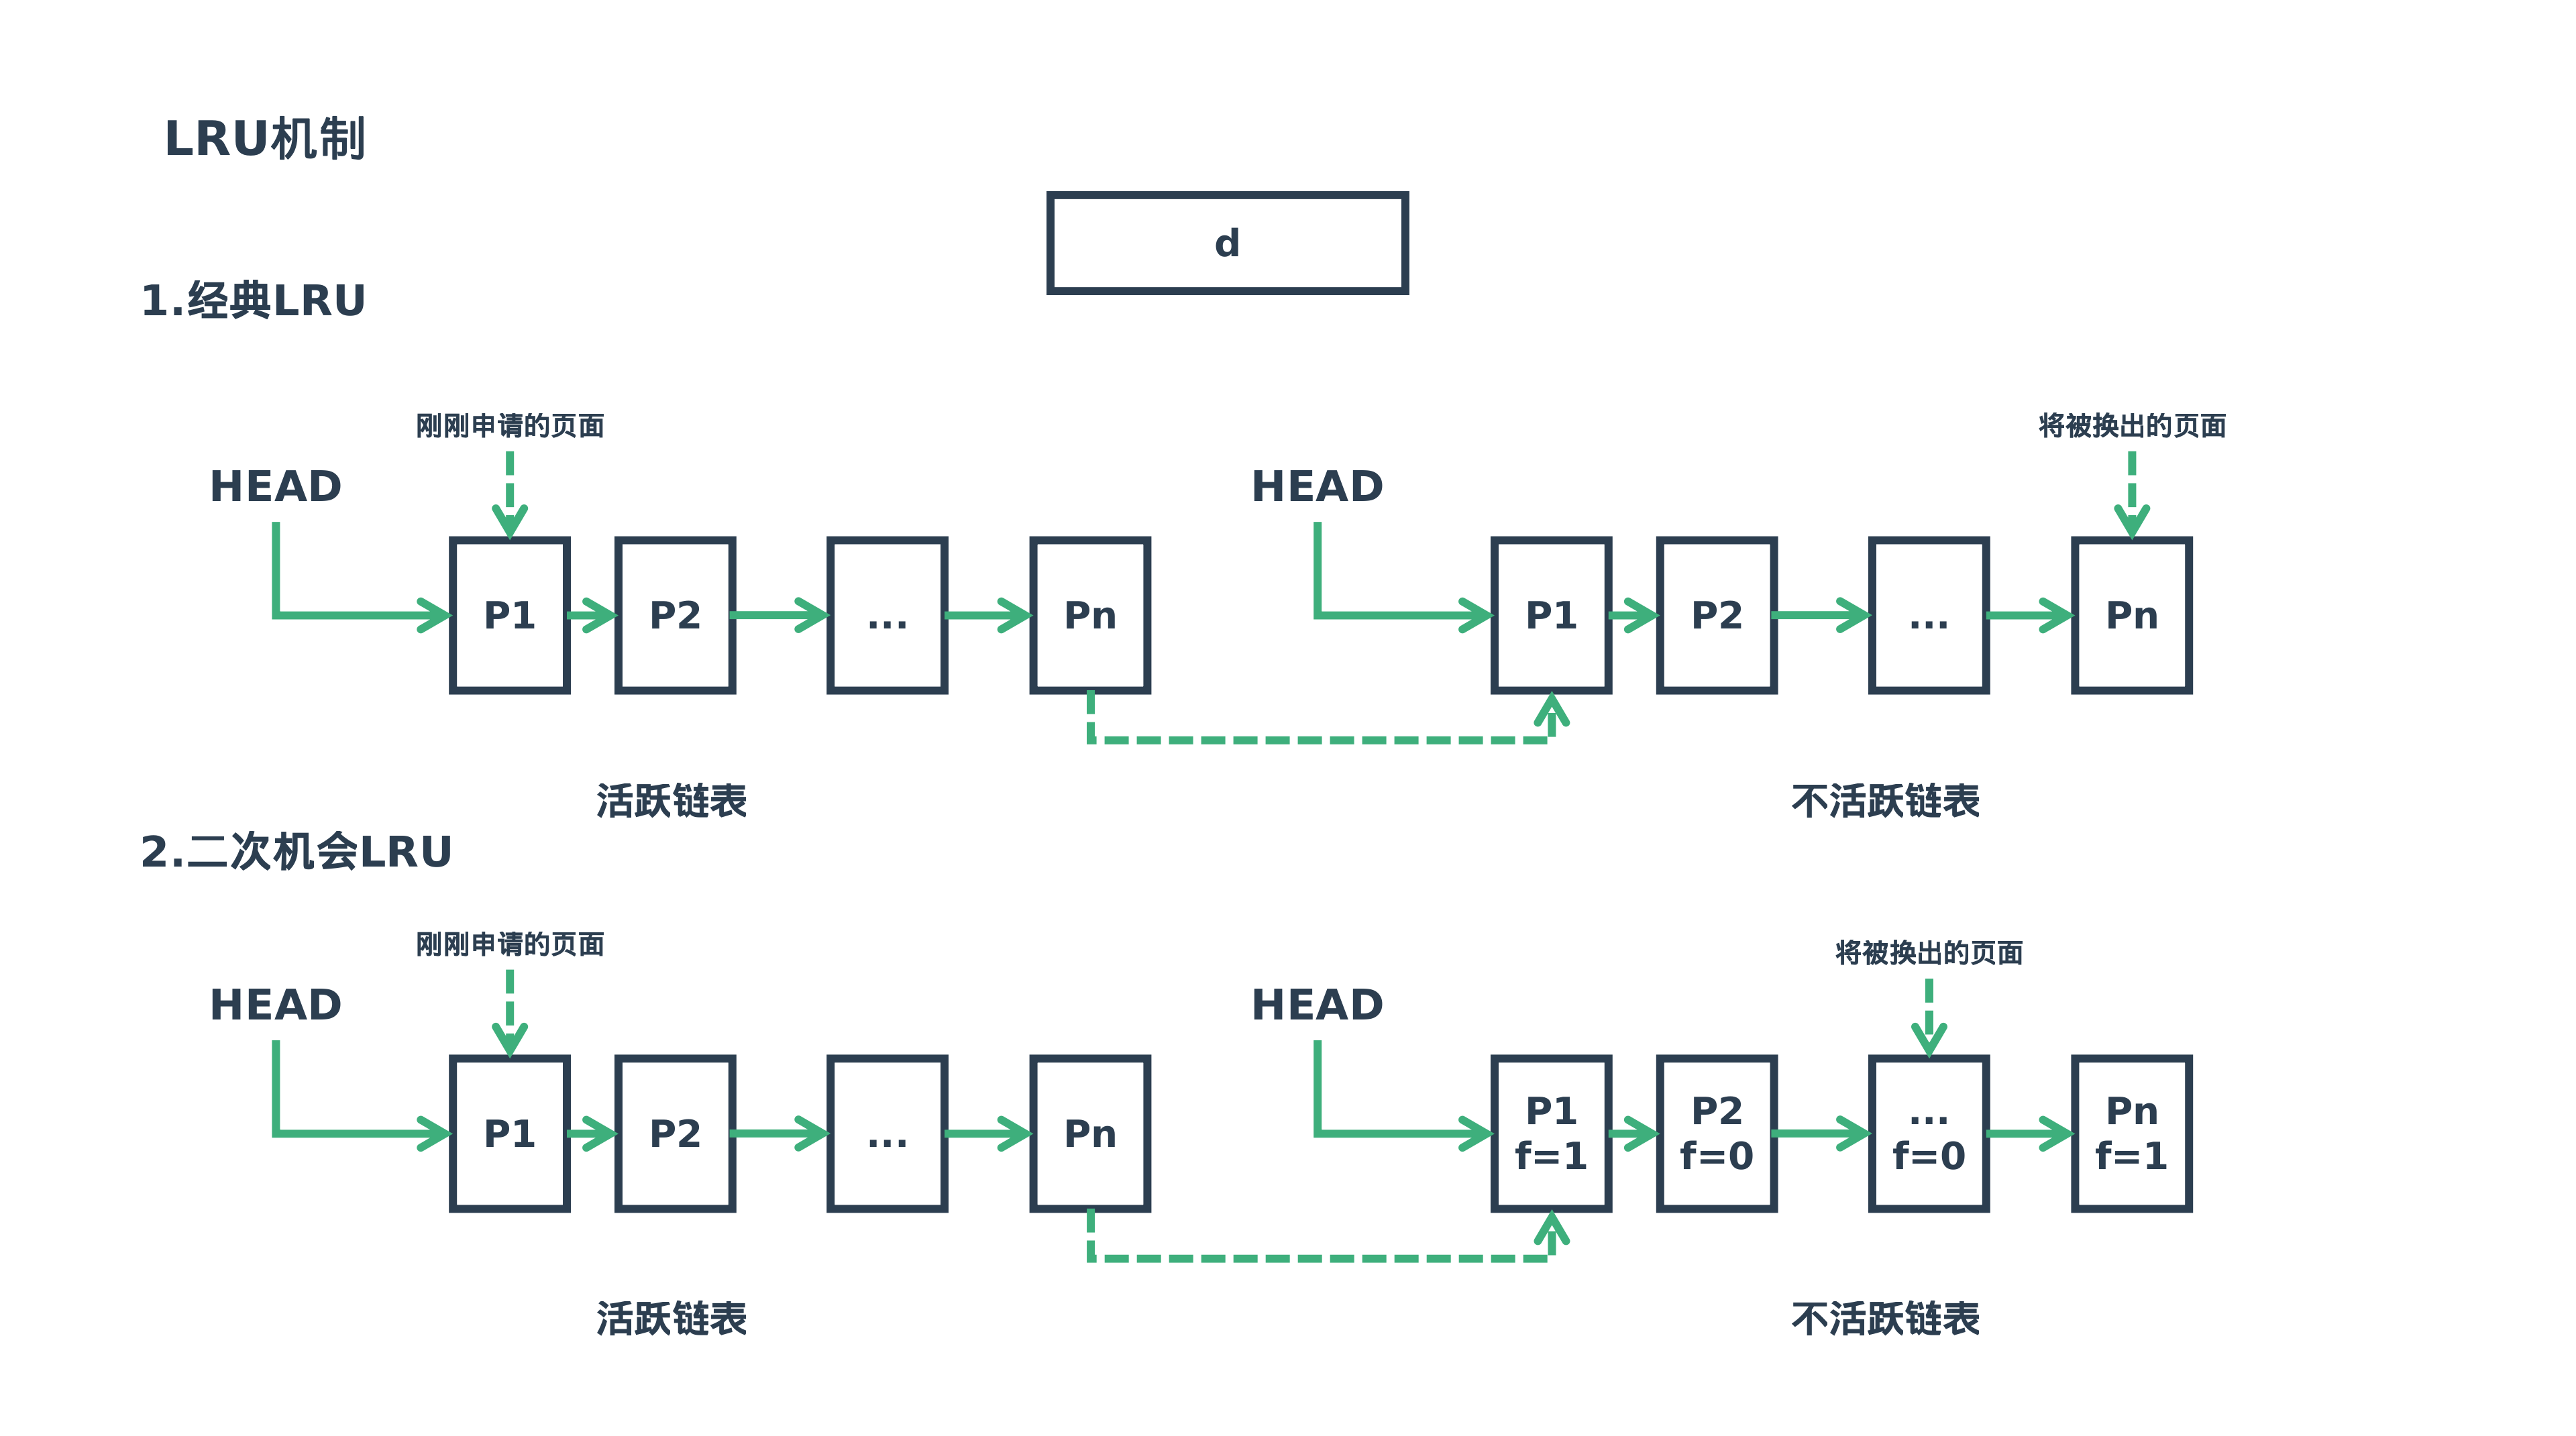 LRU机制
d
1.经典LRU
刚刚申请的页面
将被换出的页面
HEAD
HEAD
P1
P2
...
Pn
P1
P2
...
Pn
活跃链表
不活跃链表
2.二次机会LRU
刚刚申请的页面
将被换出的页面
HEAD
HEAD
P1
P2
...
Pn
P1
f=1
P2
f=0
...
f=0
Pn
f=1
活跃链表
不活跃链表